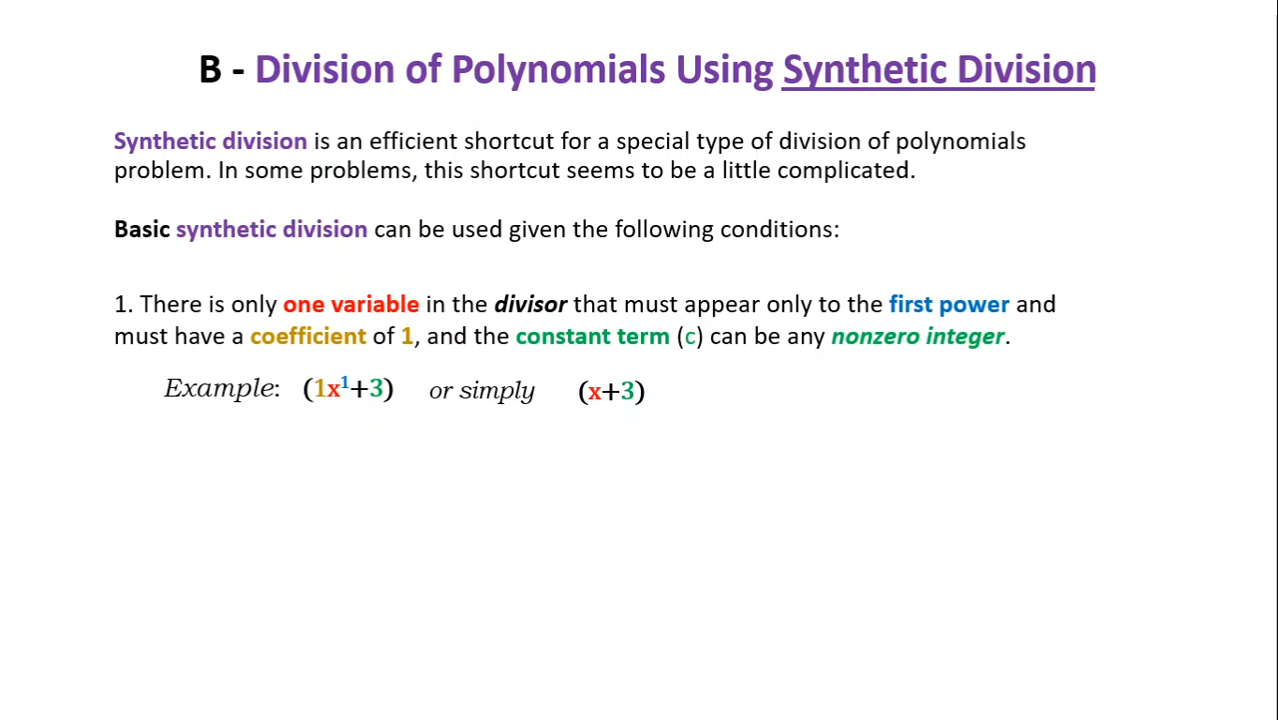 B - Division of Polynomials Using Synthetic Division
Synthetic division is an efficient shortcut for a special type of division of polynomials
problem. In some problems, this shortcut seems to be a little complicated.
Basic synthetic division can be used given the following conditions:
1. There is only one variable in the divisor that must appear only to the first power and
must have a coefficient of 1, and the constant term (c) can be any nonzero integer.
Example: (1x¹+3) or simply (x+3)